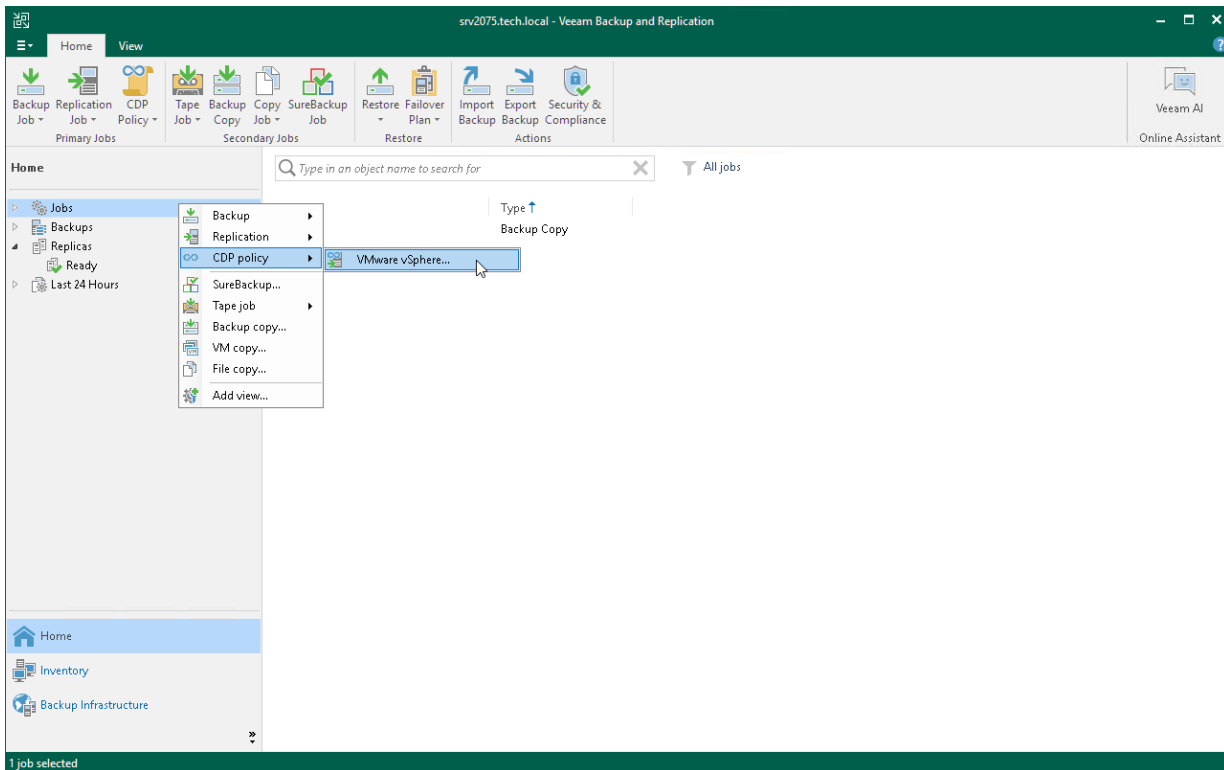 srv2075.tech.local - Veeam Backup and Replication
Home View
Backup Job
Replication Job
CDP Policy
Primary Jobs
Tape Job
Backup Copy
Copy Job
SureBackup Job
Secondary Jobs
Restore
Failover Plan
Restore
Import Backup
Export Backup
Security & Compliance
Actions
Veeam AI
Online Assistant
?
Home
Type in an object name to search for
All jobs
Jobs
Backups
Replicas
Ready
Last 24 Hours
Type
Backup Copy
Backup
Replication
CDP policy
VMware vSphere...
SureBackup...
Tape job
Backup copy...
VM copy...
File copy...
Add view...
Home
Inventory
Backup Infrastructure
1 job selected